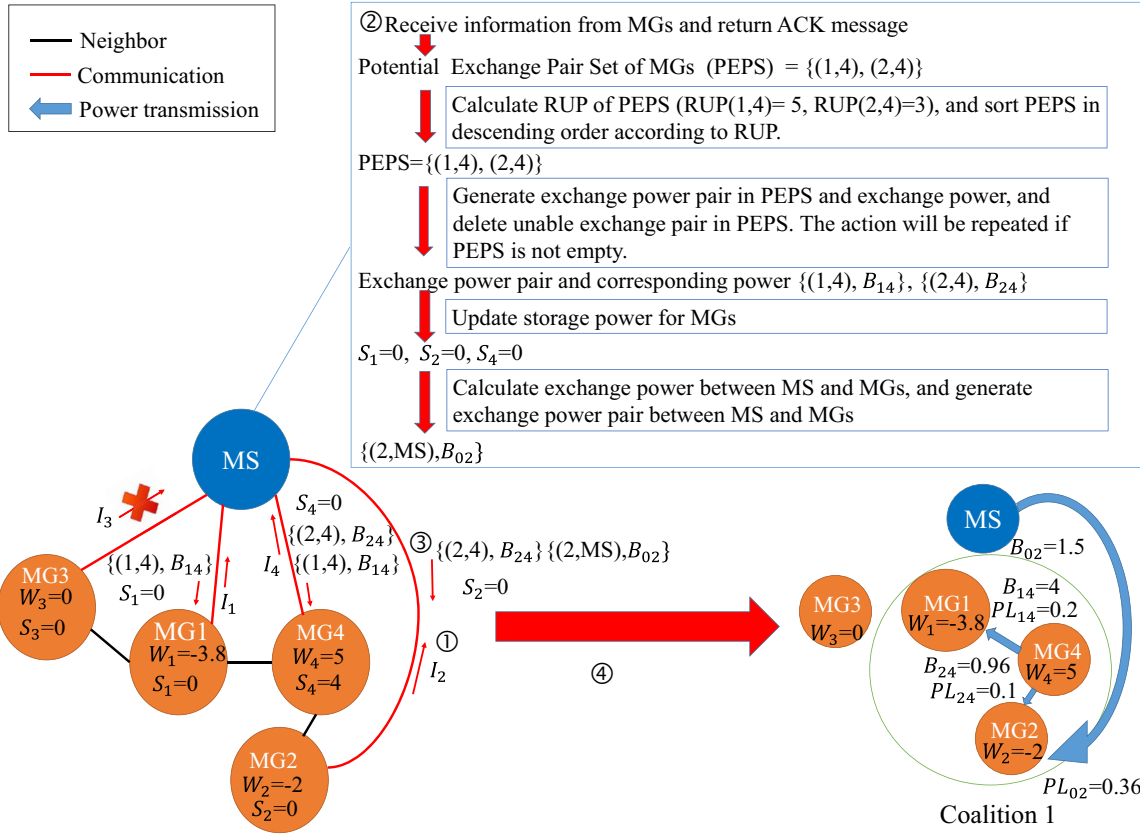 Neighbor
Communication
Power transmission
②Receive information from MGs and return ACK message
Potential Exchange Pair Set of MGs (PEPS) = {(1,4), (2,4)}
Calculate RUP of PEPS (RUP(1,4)= 5, RUP(2,4)=3), and sort PEPS in
descending order according to RUP.
PEPS={(1,4), (2,4)}
Generate exchange power pair in PEPS and exchange power, and
delete unable exchange pair in PEPS. The action will be repeated if
PEPS is not empty.
Exchange power pair and corresponding power {(1,4), B₁₄}, {(2,4), B₂₄}
Update storage power for MGs
S₁=0, S₂=0, S₄=0
Calculate exchange power between MS and MGs, and generate
exchange power pair between MS and MGs
{(2,MS),B₀₂}
MS
I₃
{(1,4), B₁₄}
S₁=0
I₁
I₄
S₄=0
{(2,4), B₂₄}
{(1,4), B₁₄}
③
{(2,4), B₂₄}{(2,MS),B₀₂}
S₂=0
①
I₂
MG3
W₃=0
S₃=0
MG1
W₁=-3.8
S₁=0
MG4
W₄=5
S₄=4
MG2
W₂=-2
S₂=0
④
MS
B₀₂=1.5
MG3
W₃=0
MG1
W₁=-3.8
B₁₄=4
PL₁₄=0.2
MG4
W₄=5
B₂₄=0.96
PL₂₄=0.1
MG2
W₂=-2
PL₀₂=0.36
Coalition 1